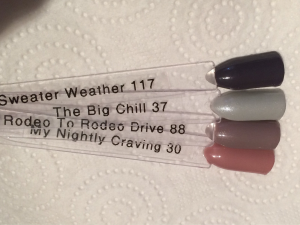 Sweater Weather 117
The Big Chill 37
Rodeo To Rodeo Drive 88
My Nightly Craving 30